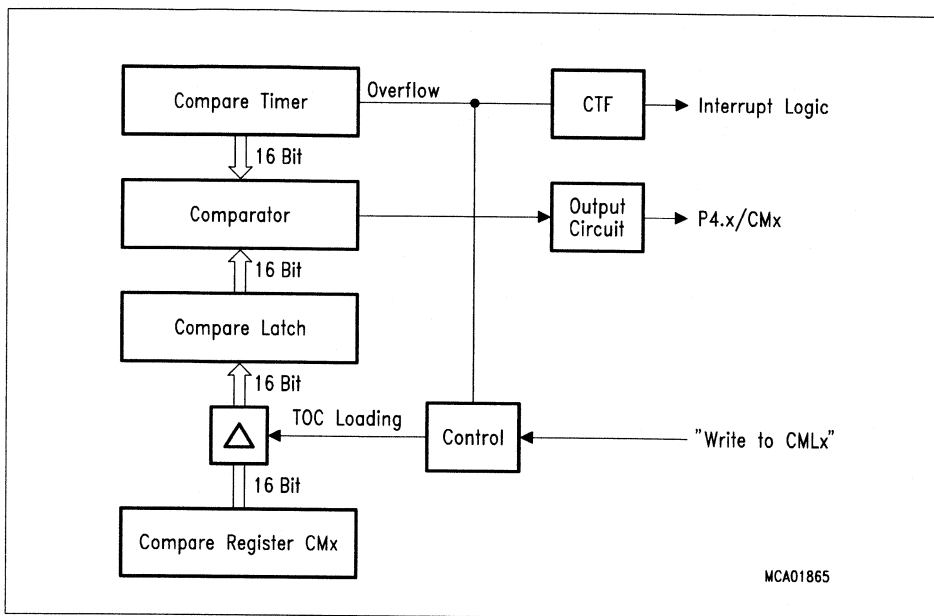 Compare Timer
Overflow
CTF
Interrupt Logic
16 Bit
Comparator
Output
Circuit
P4.x/CMx
16 Bit
Compare Latch
16 Bit
TOC Loading
Control
"Write to CMLx"
16 Bit
Compare Register CMx
MCA01865